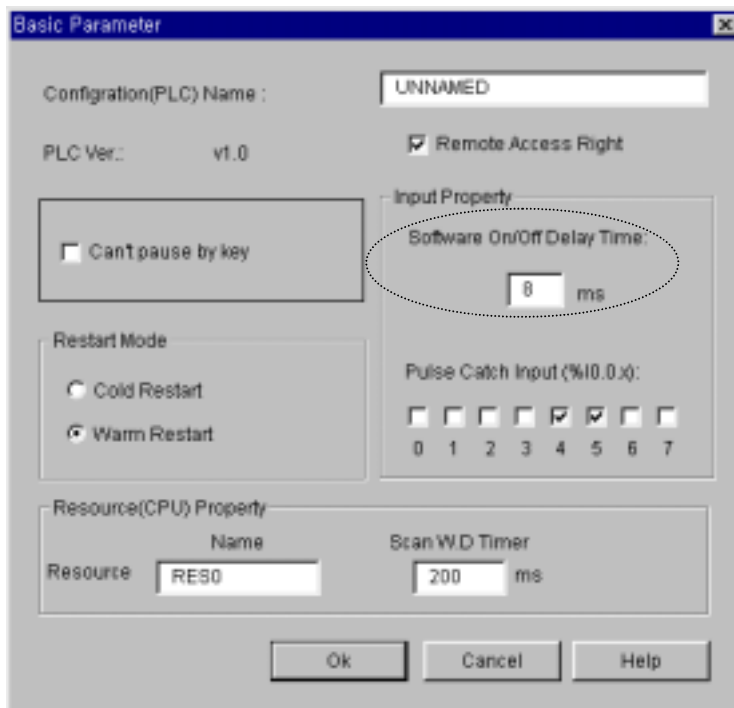 Basic Parameter
Configration(PLC) Name :
UNNAMED
PLC Ver.: v1.0
Remote Access Right
Can't pause by key
Input Property
Software On/Off Delay Time:
8 ms
Restart Mode
Cold Restart
Warm Restart
Pulse Catch Input (%I0.0.x):
0 1 2 3 4 5 6 7
Resource(CPU) Property
Name Scan W.D Timer
Resource RES0 200 ms
Ok Cancel Help